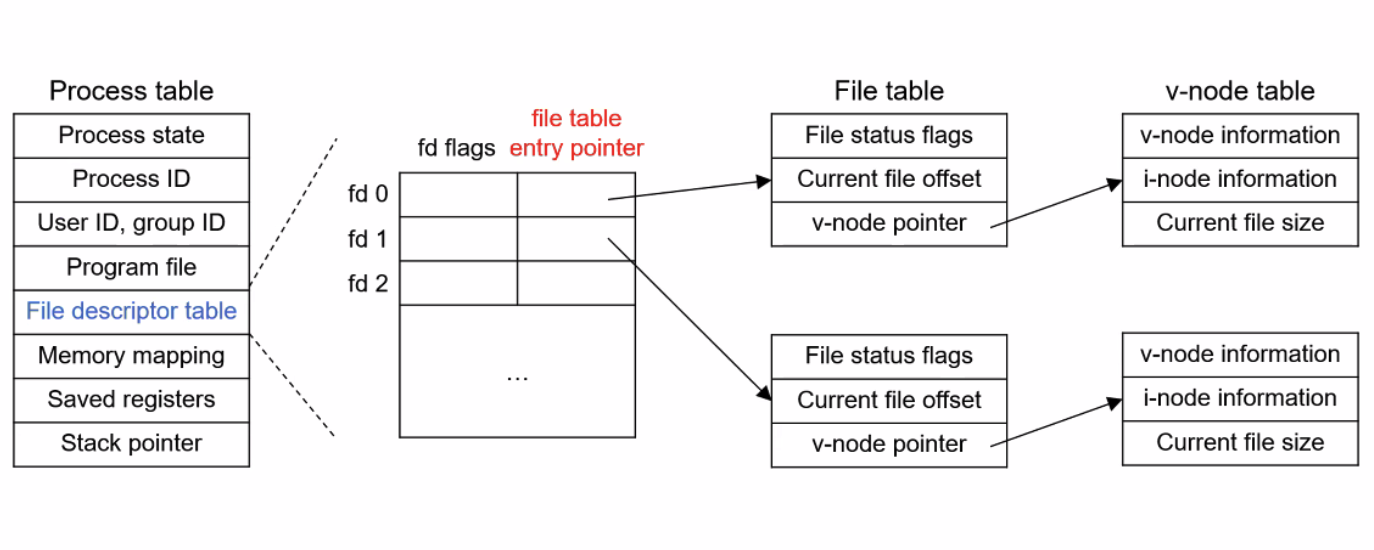 Process table
Process state
Process ID
User ID, group ID
Program file
File descriptor table
Memory mapping
Saved registers
Stack pointer
file table
fd flags entry pointer
fd 0
fd 1
fd 2
...
File table
File status flags
Current file offset
v-node pointer
File status flags
Current file offset
v-node pointer
v-node table
v-node information
i-node information
Current file size
v-node information
i-node information
Current file size